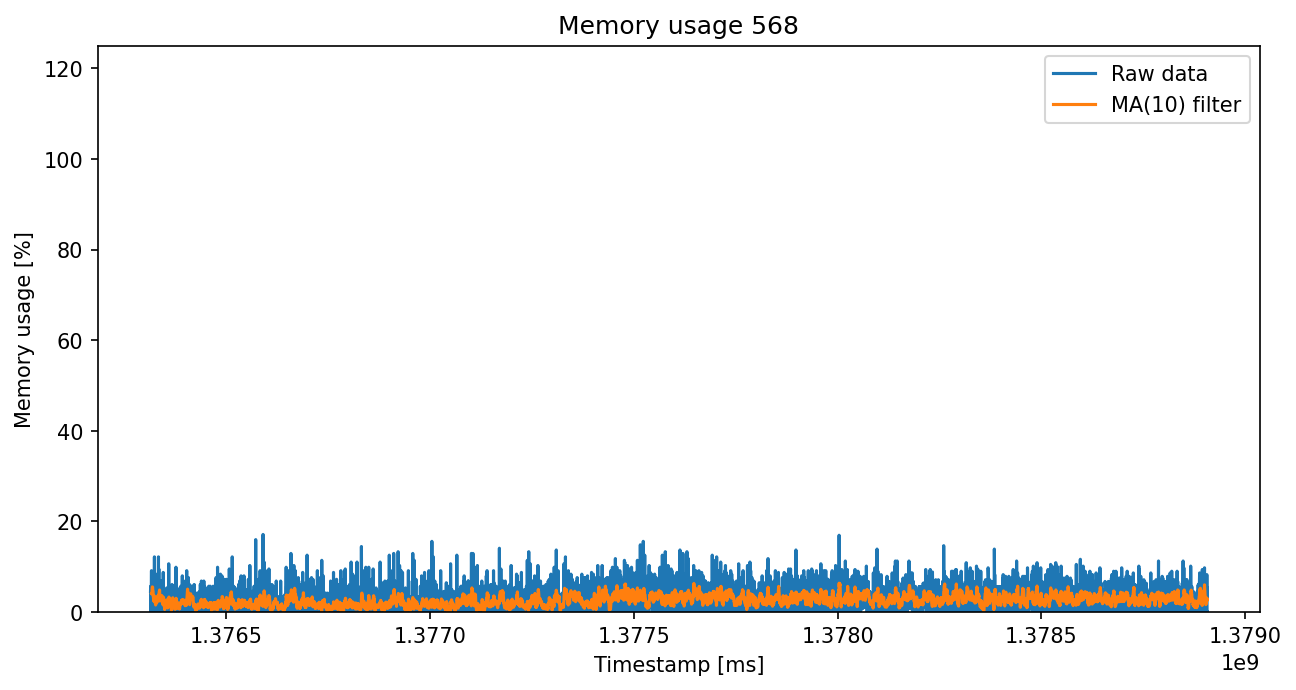 Memory usage 568
Raw data
MA(10) filter
Memory usage [%]
120
100
80
60
40
20
0
1.3765 1.3770 1.3775 1.3780 1.3785 1.3790
1e9
Timestamp [ms]